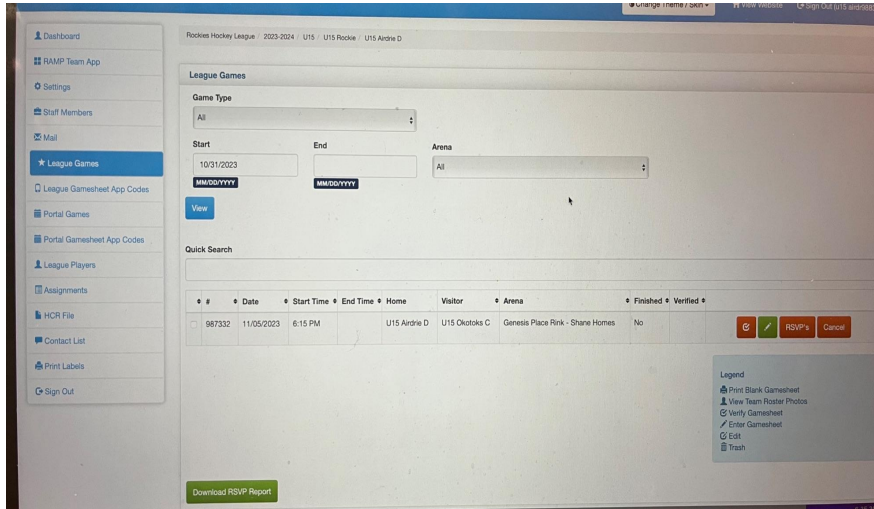 Change Theme / Skin
View Website
Sign Out
Dashboard
RAMP Team App
Settings
Staff Members
Mail
League Games
League Gamesheet App Codes
Portal Games
Portal Gamesheet App Codes
League Players
Assignments
HCR File
Contact List
Print Labels
Sign Out
Rockies Hockey League / 2023-2024 / U15 / U15 Rockie / U15 Airdrie D
League Games
Game Type
All
Start
End
Arena
10/31/2023
All
MM/DD/YYYY
MM/DD/YYYY
View
Quick Search
# Date Start Time End Time Home Visitor Arena Finished Verified
987332 11/05/2023 6:15 PM U15 Airdrie D U15 Okotoks C Genesis Place Rink - Shane Homes No RSVP's Cancel
Legend
Print Blank Gamesheet
View Team Roster Photos
Verify Gamesheet
Enter Gamesheet
Edit
Trash
Download RSVP Report